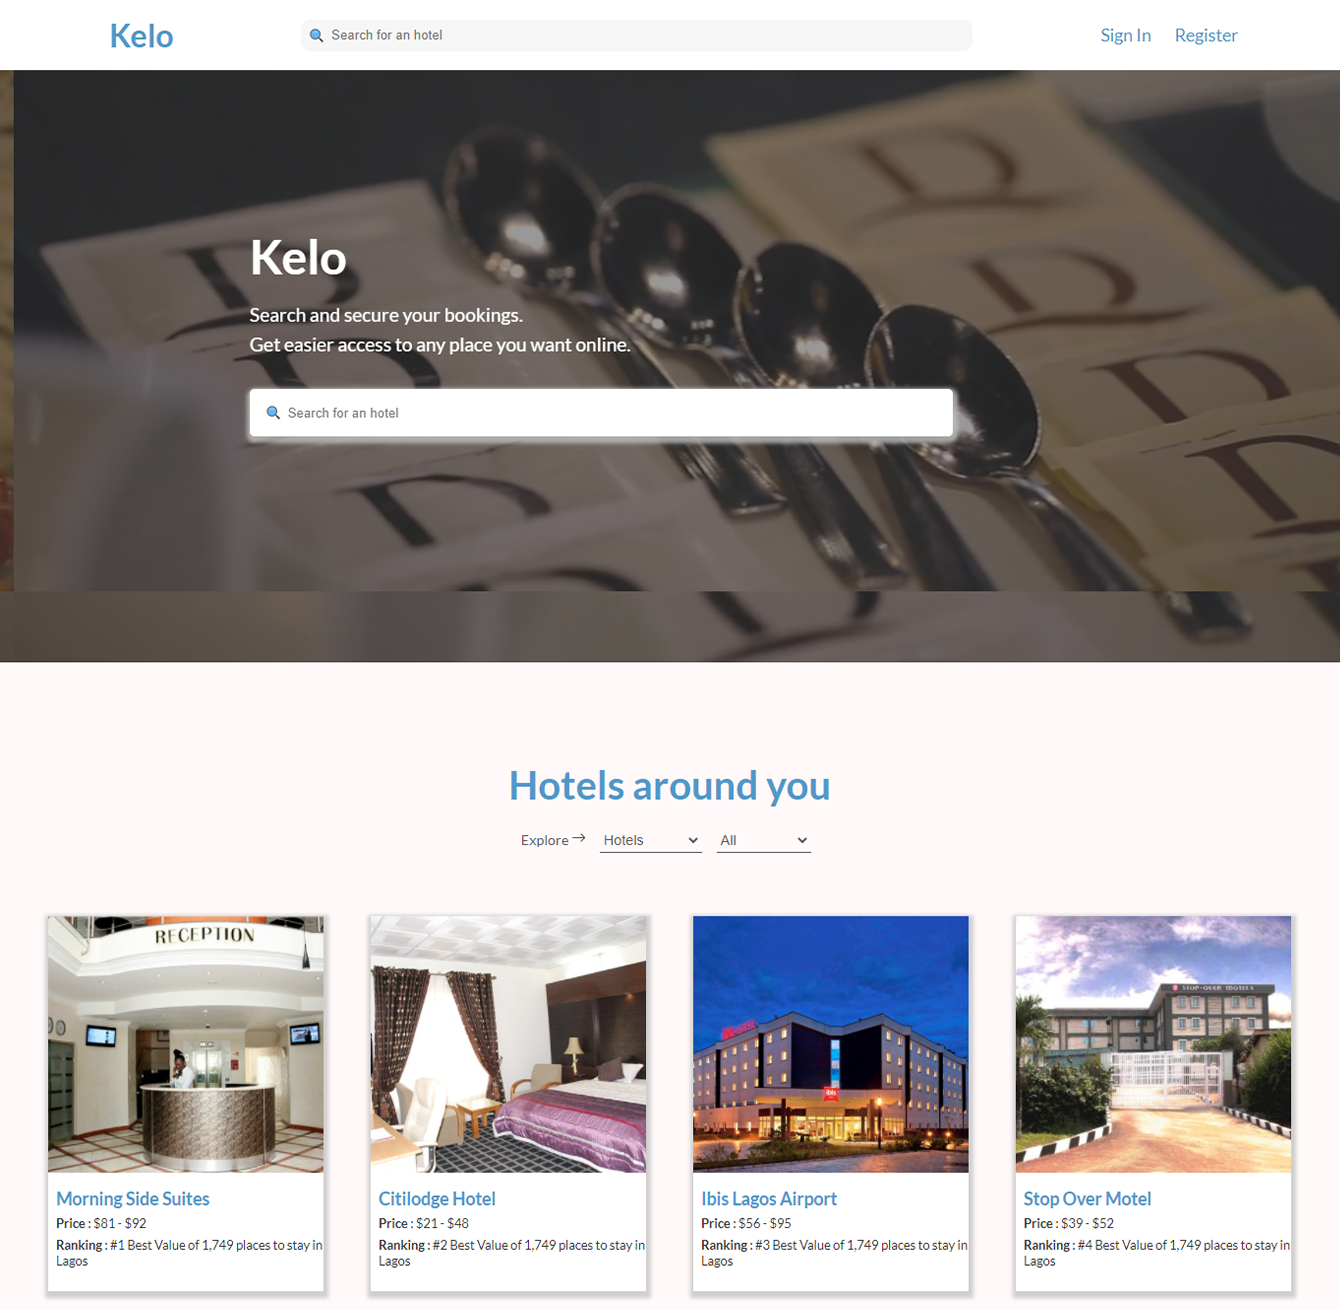 Kelo
Search for an hotel
Sign In
Register
Kelo
Search and secure your bookings.
Get easier access to any place you want online.
Search for an hotel
Hotels around you
Explore → Hotels All
RECEPTION
Morning Side Suites
Price : $81 - $92
Ranking : #1 Best Value of 1,749 places to stay in
Lagos
Citilodge Hotel
Price : $21 - $48
Ranking : #2 Best Value of 1,749 places to stay in
Lagos
ibis
Ibis Lagos Airport
Price : $56 - $95
Ranking : #3 Best Value of 1,749 places to stay in
Lagos
STOP-OVER MOTELS
Stop Over Motel
Price : $39 - $52
Ranking : #4 Best Value of 1,749 places to stay in
Lagos